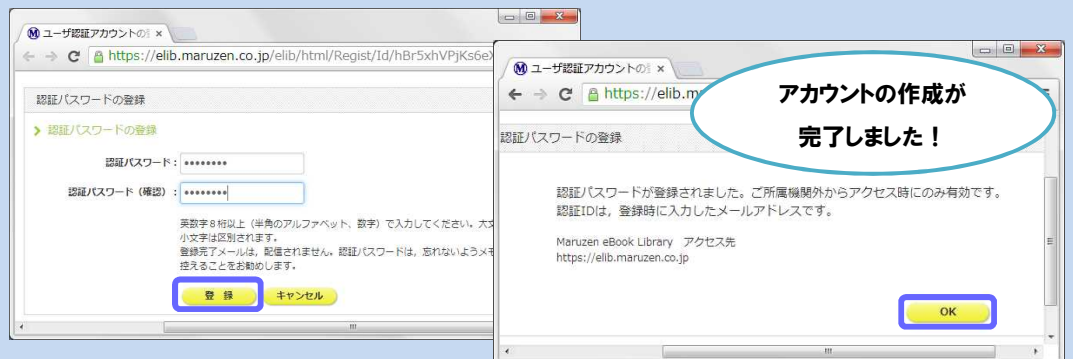 ユーザ認証アカウントの
https://elib.maruzen.co.jp/elib/html/Regist/Id/hBr5xhVPjKs6e
認証パスワードの登録
認証パスワードの登録
認証パスワード：
認証パスワード（確認）：
英数字８桁以上（半角のアルファベット、数字）で入力してください。大文
小文字は区別されます。
登録完了メールは、配信されません。認証パスワードは、忘れないようメモ
控えることをお勧めします。
登 録
キャンセル
ユーザ認証アカウントの
https://elib.m
アカウントの作成が
完了しました！
認証パスワードの登録
認証パスワードが登録されました。ご所属機関外からアクセス時にのみ有効です。
認証IDは，登録時に入力したメールアドレスです。
Maruzen eBook Library アクセス先
https://elib.maruzen.co.jp
OK